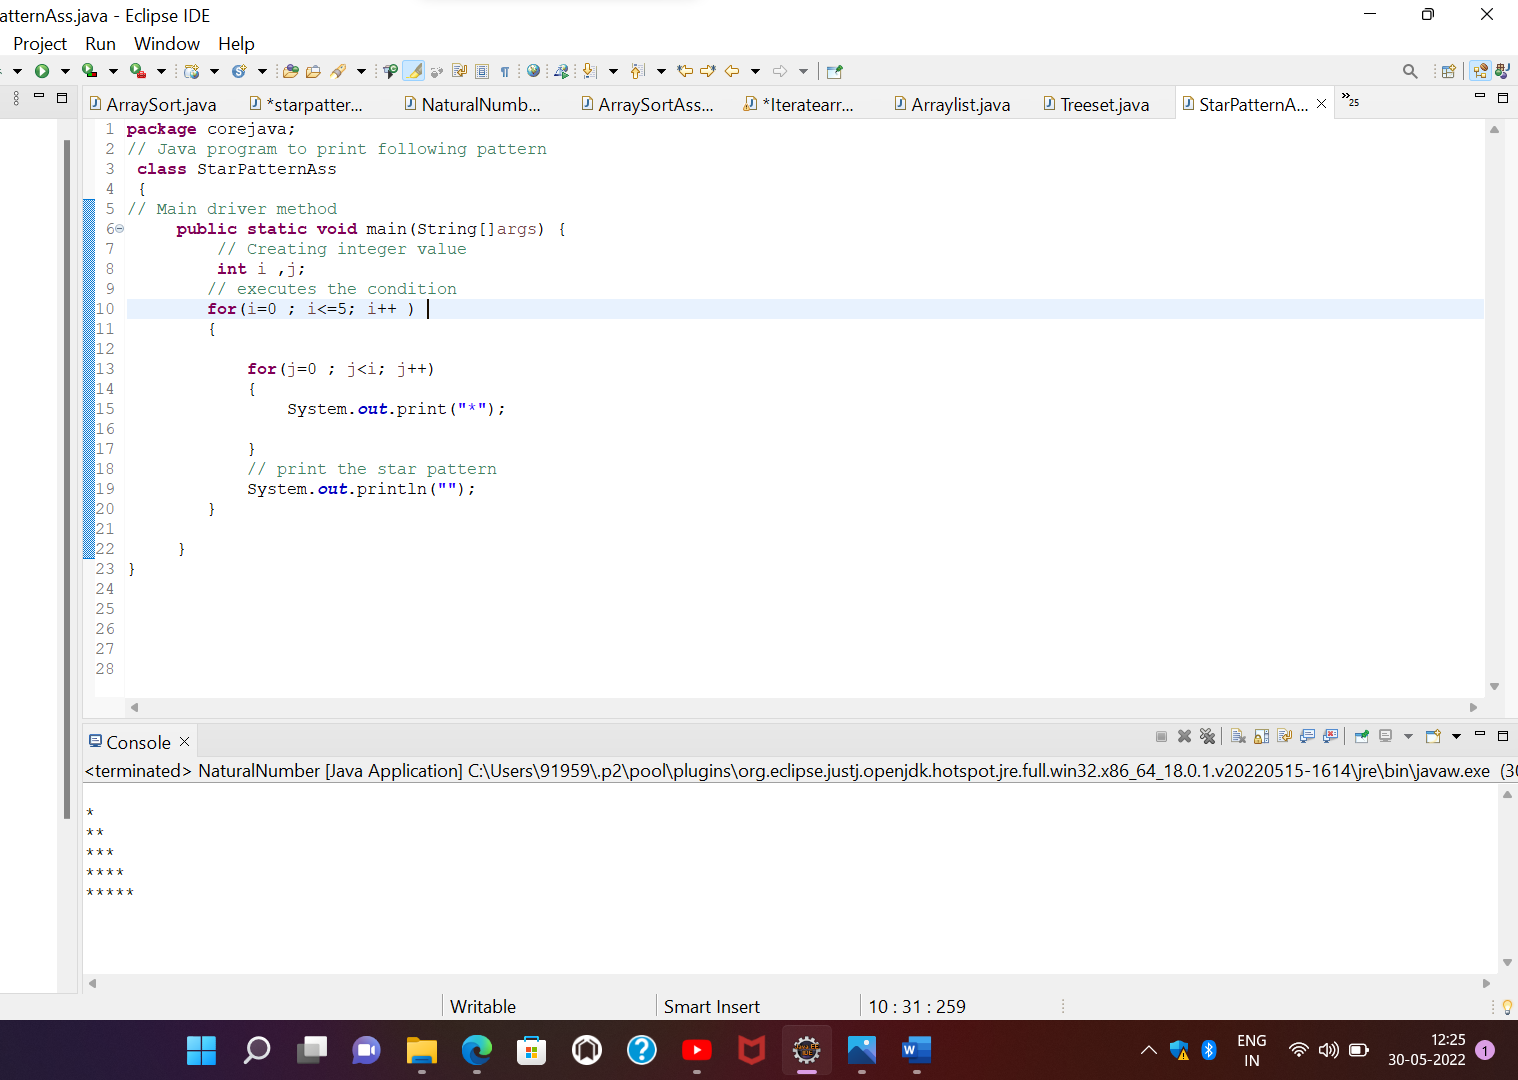 atternAss.java - Eclipse IDE
Project Run Window Help
ArraySort.java *starpatter... NaturalNumb... ArraySortAss... *Iteratearr... Arraylist.java Treeset.java StarPatternA... »25
1 package corejava;
2 // Java program to print following pattern
3 class StarPatternAss
4 {
5 // Main driver method
6 public static void main(String[]args) {
7 // Creating integer value
8 int i ,j;
9 // executes the condition
10 for(i=0 ; i<=5; i++ )
11 {
12
13 for(j=0 ; j<i; j++)
14 {
15 System.out.print("*");
16
17 }
18 // print the star pattern
19 System.out.println("");
20 }
21
22 }
23 }
24
25
26
27
28
Console
<terminated> NaturalNumber [Java Application] C:\Users\91959\.p2\pool\plugins\org.eclipse.justj.openjdk.hotspot.jre.full.win32.x86_64_18.0.1.v20220515-1614\jre\bin\javaw.exe (30
*
**
***
****
*****
Writable Smart Insert 10 : 31 : 259
ENG
IN
12:25
30-05-2022
1